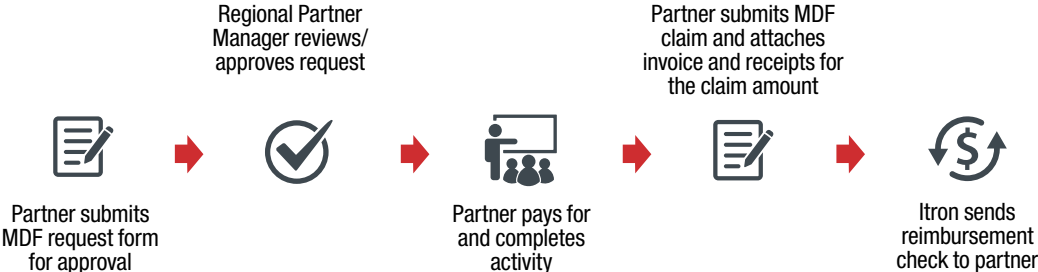 Partner submits
MDF request form
for approval
Regional Partner
Manager reviews/
approves request
Partner pays for
and completes
activity
Partner submits MDF
claim and attaches
invoice and receipts for
the claim amount
$
Itron sends
reimbursement
check to partner